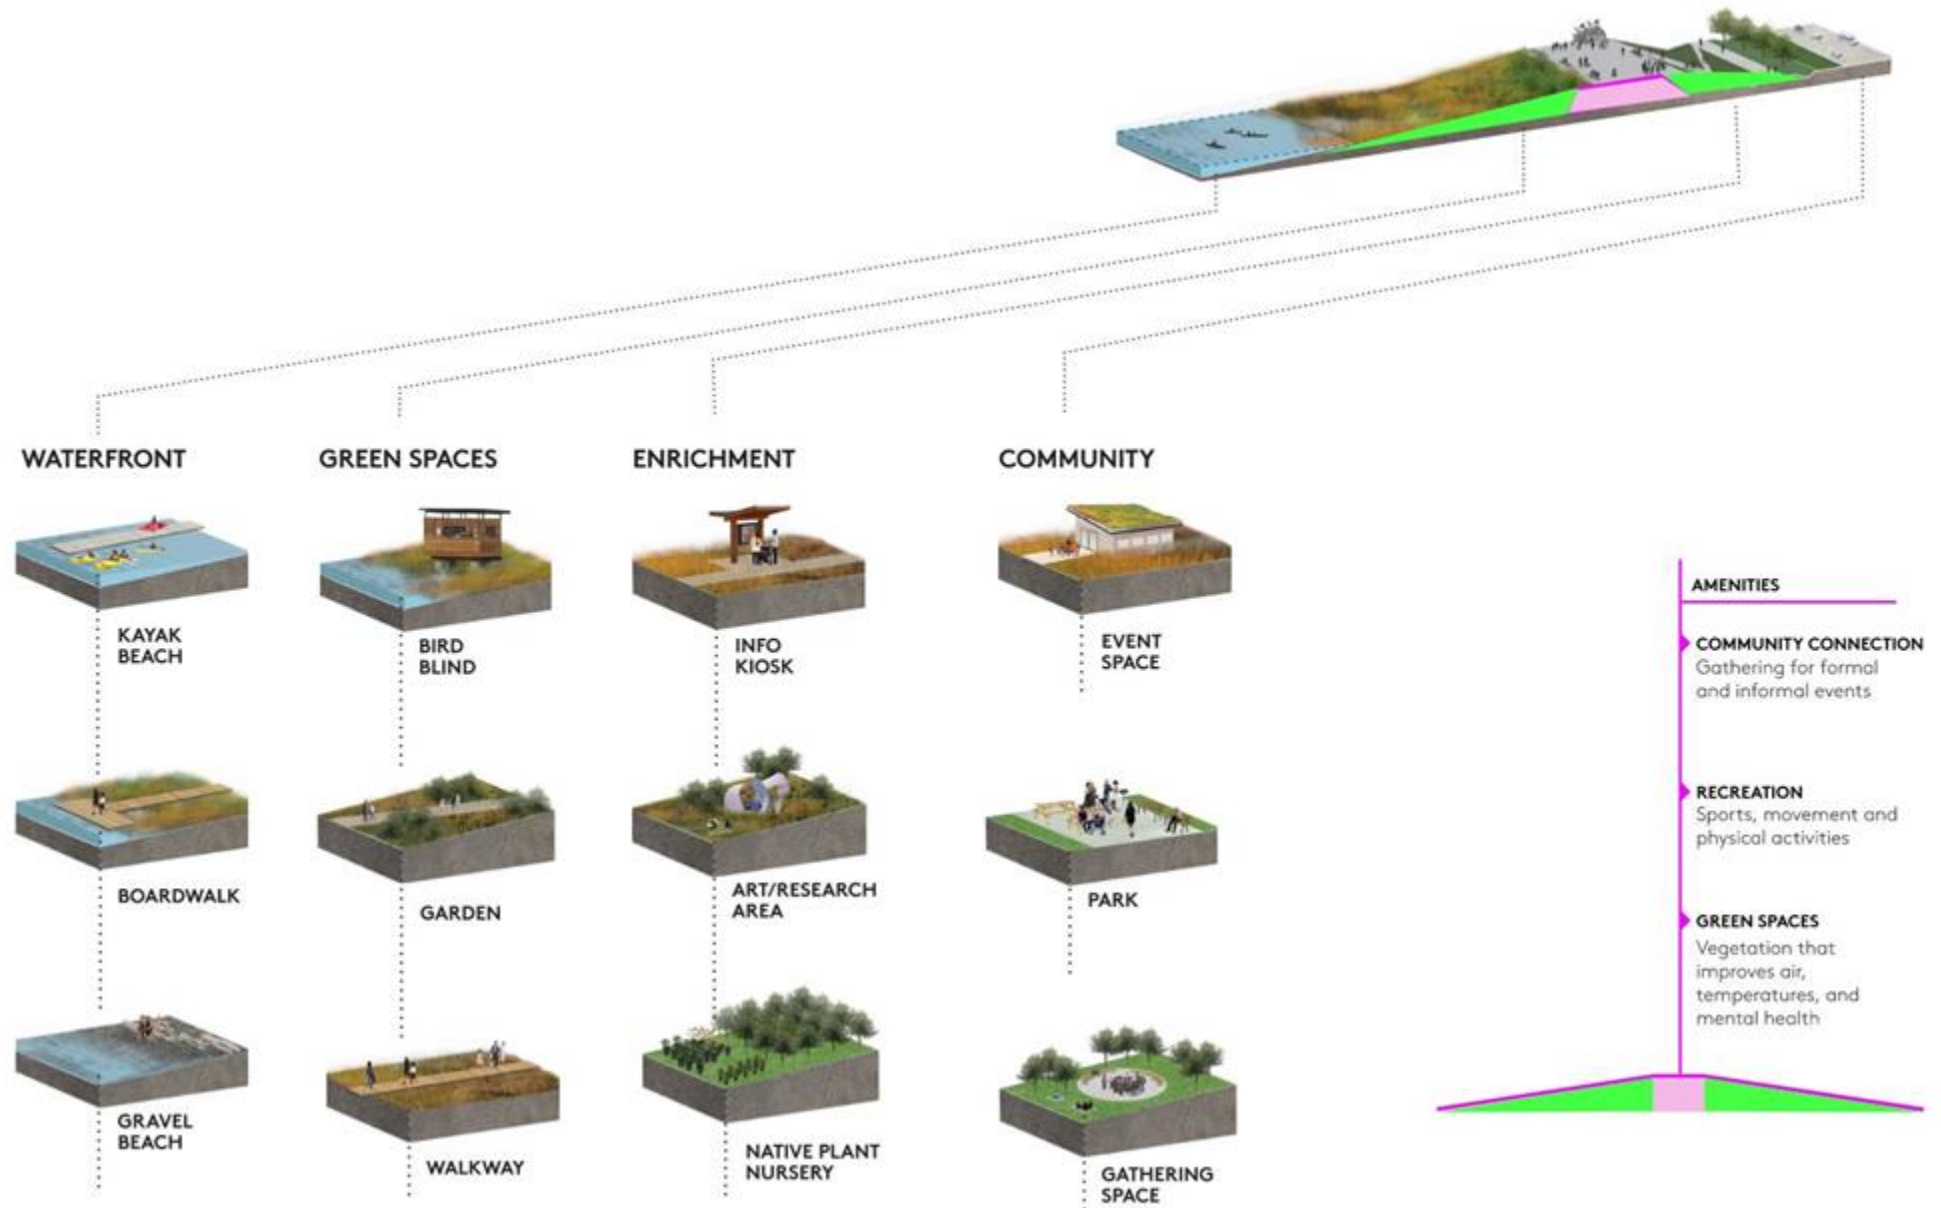 WATERFRONT
KAYAK
BEACH
BOARDWALK
GRAVEL
BEACH
GREEN SPACES
BIRD
BLIND
GARDEN
WALKWAY
ENRICHMENT
INFO
KIOSK
ART/RESEARCH
AREA
NATIVE PLANT
NURSERY
COMMUNITY
EVENT
SPACE
PARK
GATHERING
SPACE
AMENITIES
COMMUNITY CONNECTION
Gathering for formal
and informal events
RECREATION
Sports, movement and
physical activities
GREEN SPACES
Vegetation that
improves air,
temperatures, and
mental health